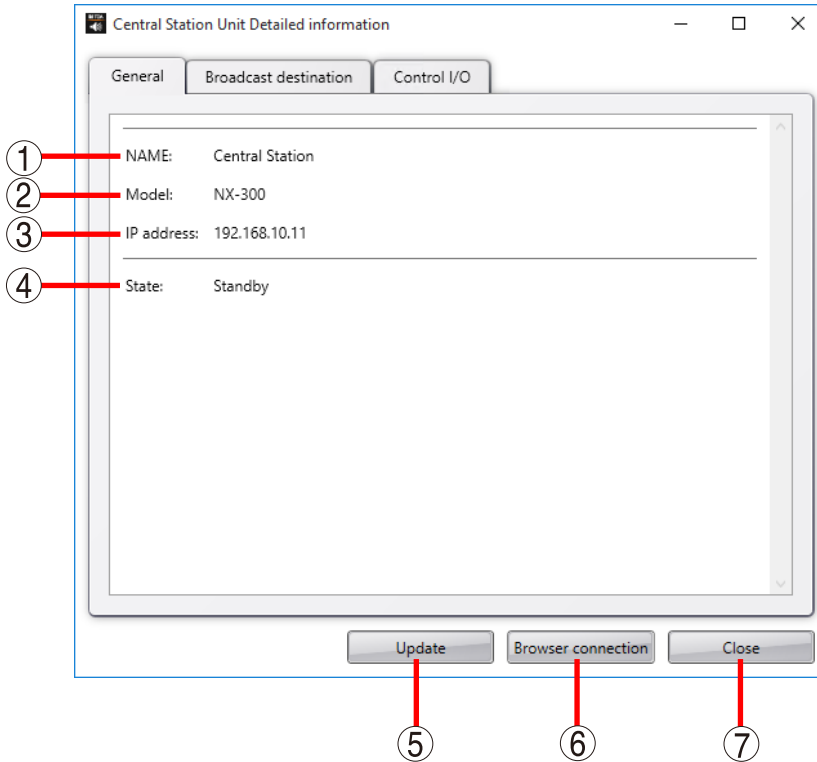 Central Station Unit Detailed information
General Broadcast destination Control I/O
① NAME: Central Station
② Model: NX-300
③ IP address: 192.168.10.11
④ State: Standby
Update Browser connection Close
⑤ ⑥ ⑦